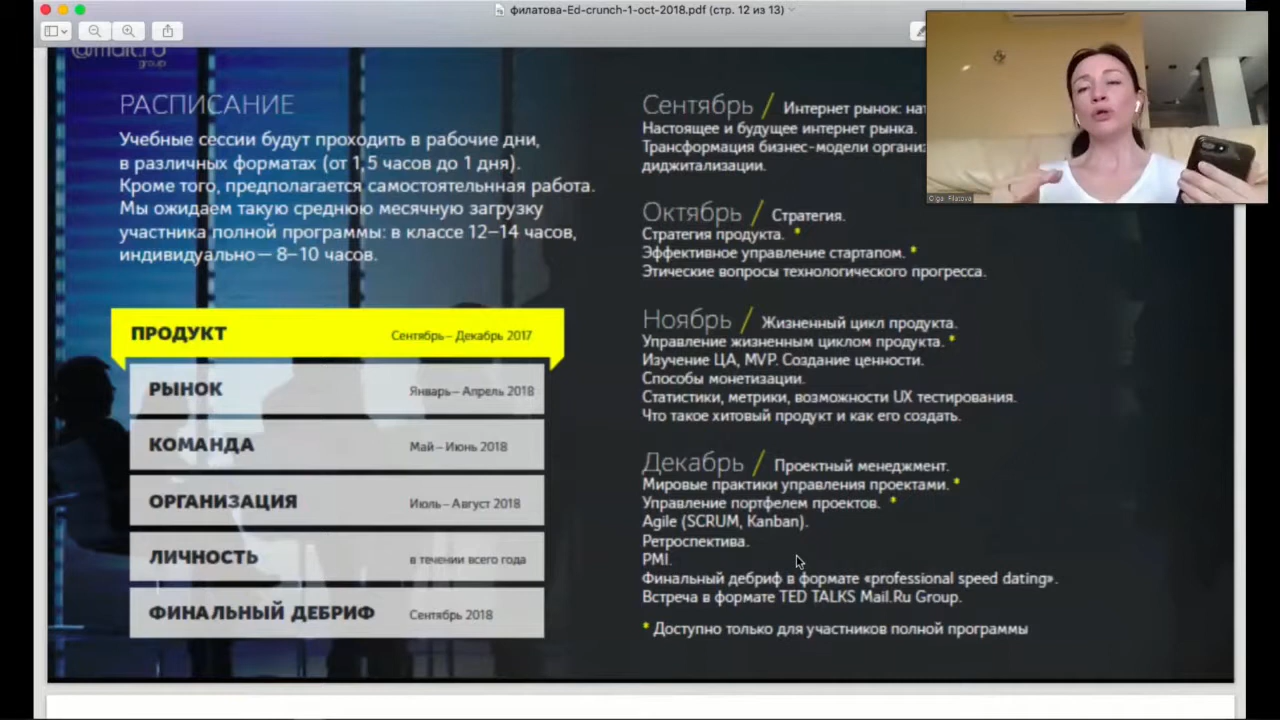 филатова-Ed-crunch-1-oct-2018.pdf (стр. 12 из 13)
@mail.ru
group
РАСПИСАНИЕ
Учебные сессии будут проходить в рабочие дни,
в различных форматах (от 1,5 часов до 1 дня).
Кроме того, предполагается самостоятельнная работа.
Мы ожидаем такую среднюю месячную загрузку
участника полной программы: в классе 12–14 часов,
индивидуально — 8–10 часов.
ПРОДУКТ Сентябрь – Декабрь 2017
РЫНОК Январь – Апрель 2018
КОМАНДА Май – Июнь 2018
ОРГАНИЗАЦИЯ Июль – Август 2018
ЛИЧНОСТЬ в течении всего года
ФИНАЛЬНЫЙ ДЕБРИФ Сентябрь 2018
Сентябрь / Интернет рынок:
Настоящее и будущее интернет рынка.
Трансформация бизнес-модели
диджитализации.
Октябрь / Стратегия.
Стратегия продукта. *
Эффективное управление стартапом. *
Этические вопросы технологического прогресса.
Ноябрь / Жизненный цикл продукта.
Управление жизненным циклом продукта. *
Изучение ЦА, MVP. Создание ценности.
Способы монетизации.
Статистики, метрики, возможности UX тестирования.
Что такое хитовый продукт и как его создать.
Декабрь / Проектный менеджмент.
Мировые практики управления проектами. *
Управление портфелем проектов. *
Agile (SCRUM, Kanban).
Ретроспектива.
PMI.
Финальный дебриф в формате «professional speed dating».
Встреча в формате TED TALKS Mail.Ru Group.
* Доступно только для участников полной программы
Olga Filatova